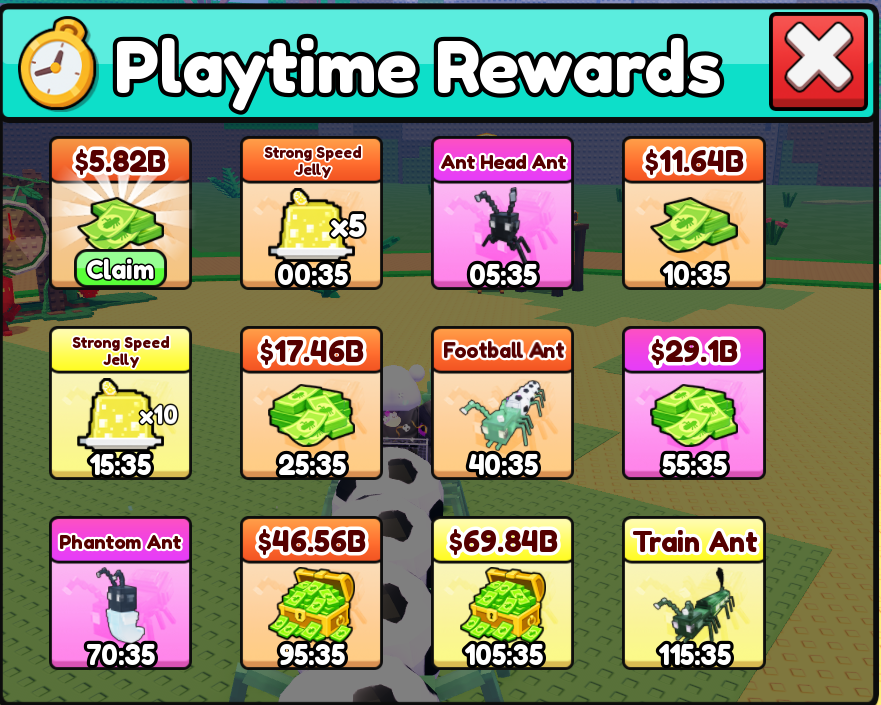 Playtime Rewards
$5.82B
Claim
Strong Speed
Jelly
x5
00:35
Ant Head Ant
05:35
$11.64B
10:35
Strong Speed
Jelly
x10
15:35
$17.46B
25:35
Football Ant
40:35
$29.1B
55:35
Phantom Ant
70:35
$46.56B
95:35
$69.84B
105:35
Train Ant
115:35